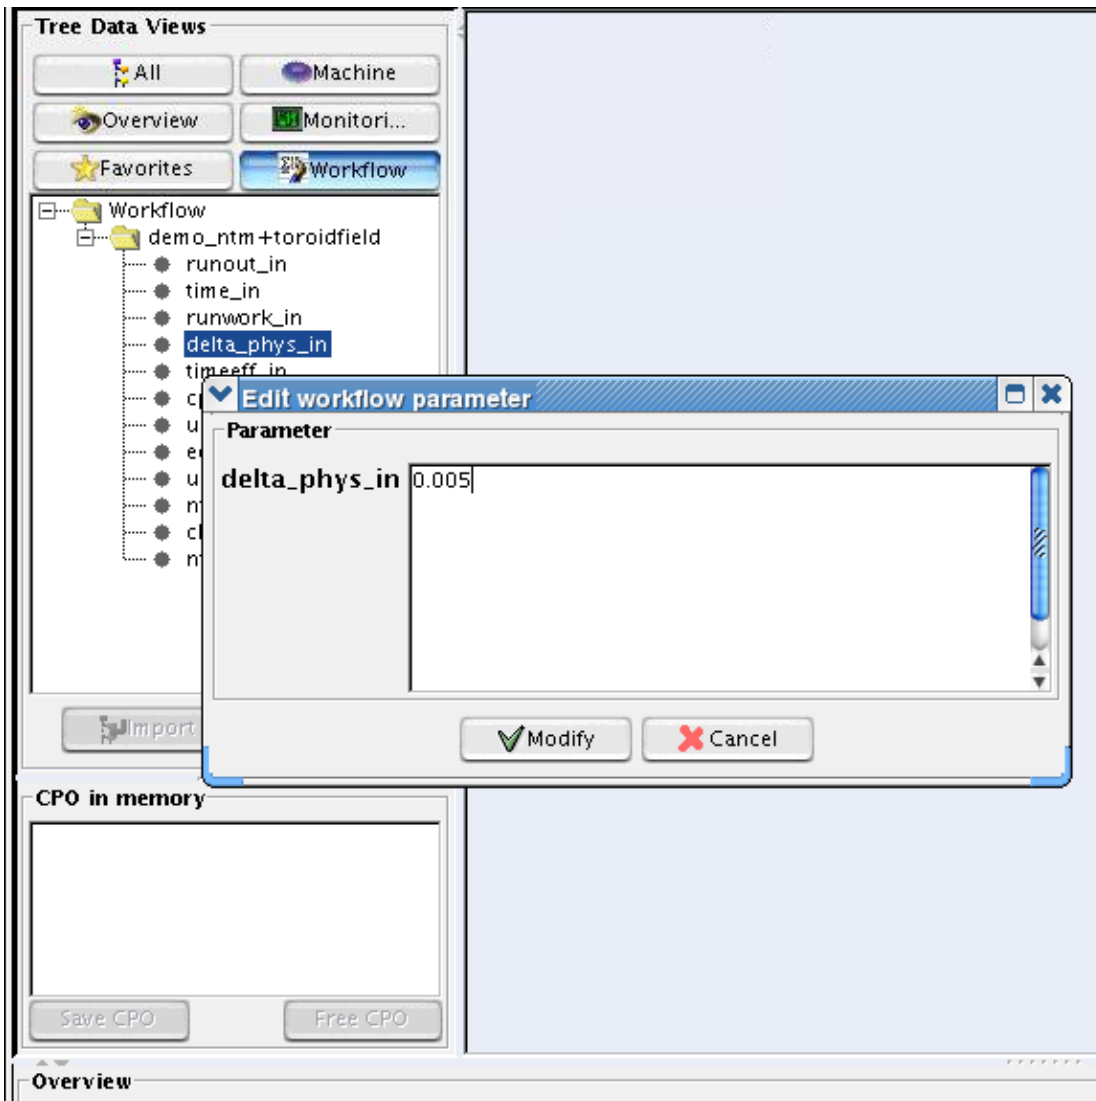 Tree Data Views
All
Machine
Overview
Monitori...
Favorites
Workflow
Workflow
demo_ntm+toroidfield
runout_in
time_in
runwork_in
delta_phys_in
timeeff_in
Edit workflow parameter
Parameter
delta_phys_in 0.005
Import
Modify
Cancel
CPO in memory
Save CPO
Free CPO
Overview